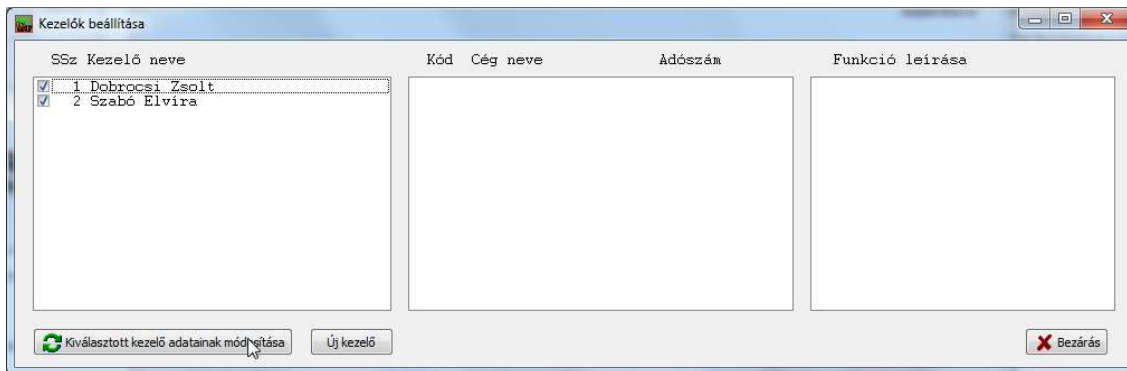 Kezelők beállítása
SSz Kezelő neve
Kód Cég neve Adószám
Funkció leírása
1 Dobrocsi Zsolt
2 Szabó Elvira
Kiválasztott kezelő adatainak módosítása
Új kezelő
Bezárás